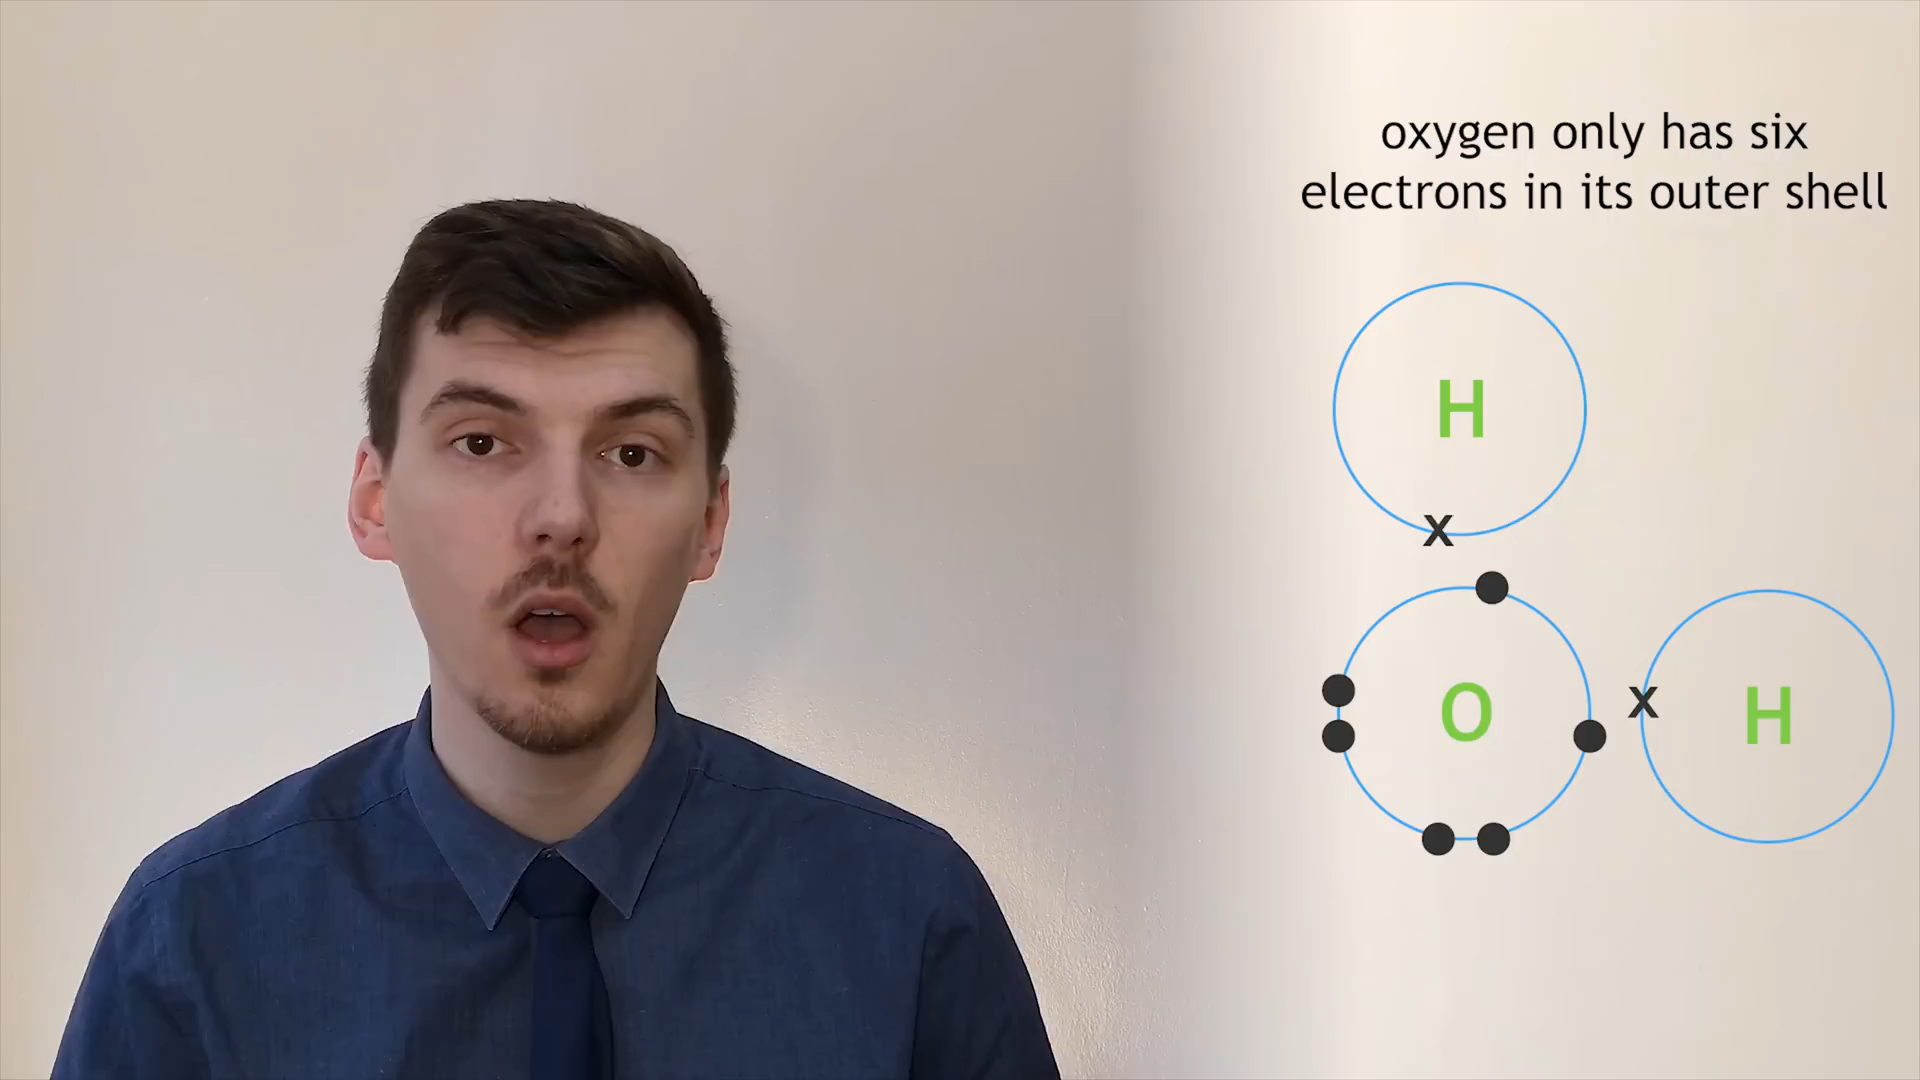 oxygen only has six
electrons in its outer shell
H
x
O
x H